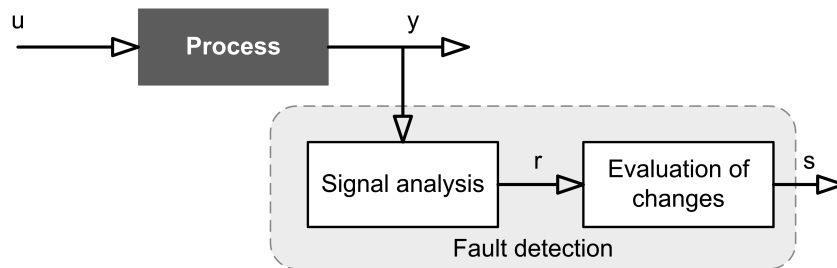 u
y
Process
Signal analysis
r
Evaluation of
changes
s
Fault detection